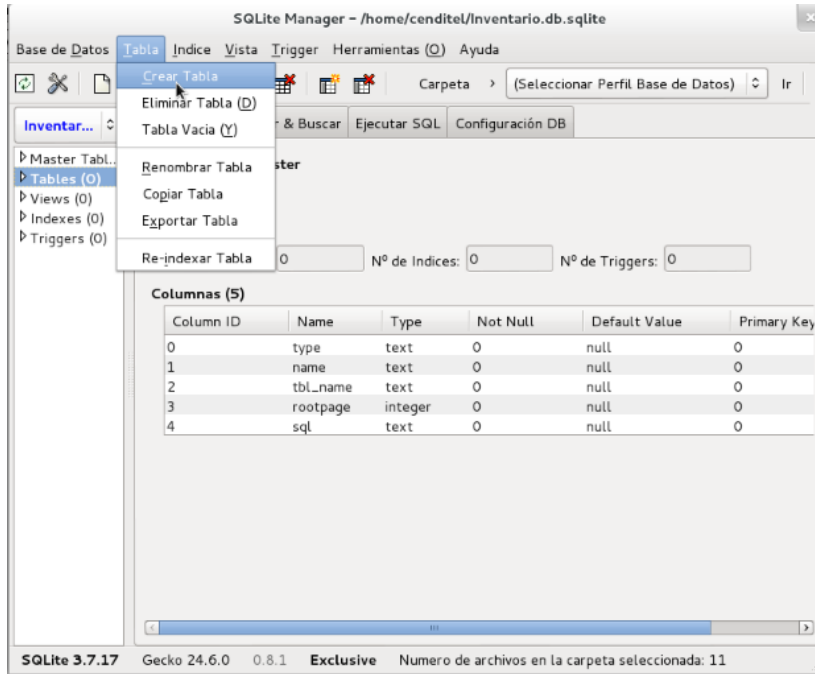 SQLite Manager - /home/cenditel/Inventario.db.sqlite
Base de Datos Tabla Indice Vista Trigger Herramientas (O) Ayuda
Carpeta > (Seleccionar Perfil Base de Datos) Ir
Crear Tabla
Eliminar Tabla (D)
Tabla Vacia (Y)
Renombrar Tabla
Copiar Tabla
Exportar Tabla
Re-indexar Tabla
Inventar... & Buscar Ejecutar SQL Configuración DB
Master Tabl...
Tables (0)
Views (0)
Indexes (0)
Triggers (0)
ster
0 Nº de Indices: 0 Nº de Triggers: 0
Columnas (5)
Column ID Name Type Not Null Default Value Primary Key
0 type text 0 null 0
1 name text 0 null 0
2 tbl_name text 0 null 0
3 rootpage integer 0 null 0
4 sql text 0 null 0
SQLite 3.7.17 Gecko 24.6.0 0.8.1 Exclusive Numero de archivos en la carpeta seleccionada: 11